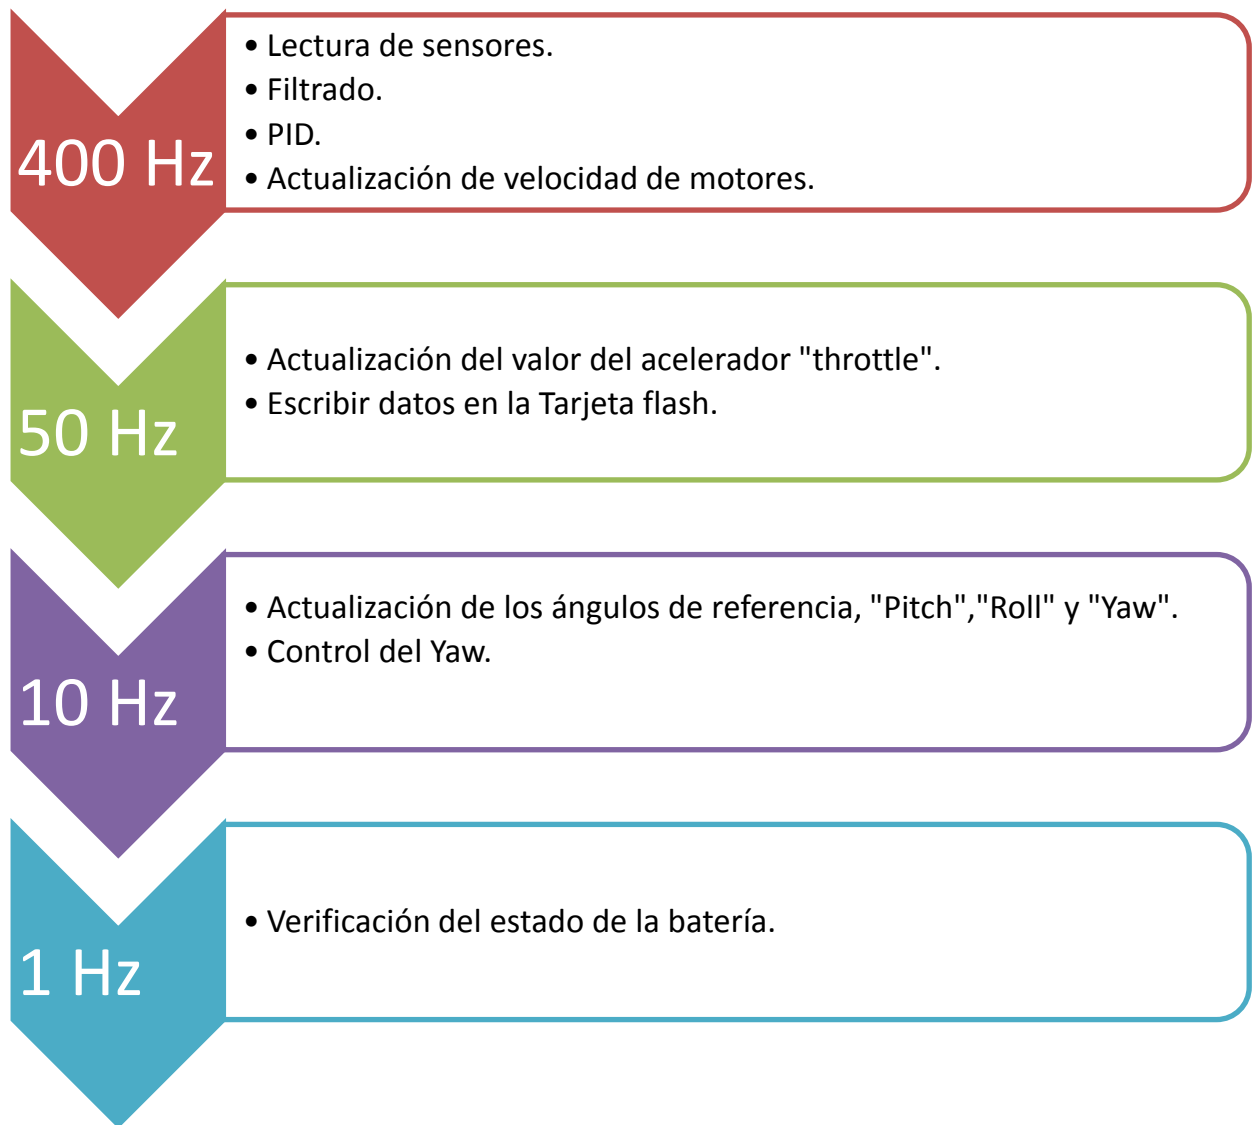 400 Hz
• Lectura de sensores.
• Filtrado.
• PID.
• Actualización de velocidad de motores.
50 Hz
• Actualización del valor del acelerador "throttle".
• Escribir datos en la Tarjeta flash.
10 Hz
• Actualización de los ángulos de referencia, "Pitch","Roll" y "Yaw".
• Control del Yaw.
1 Hz
• Verificación del estado de la batería.